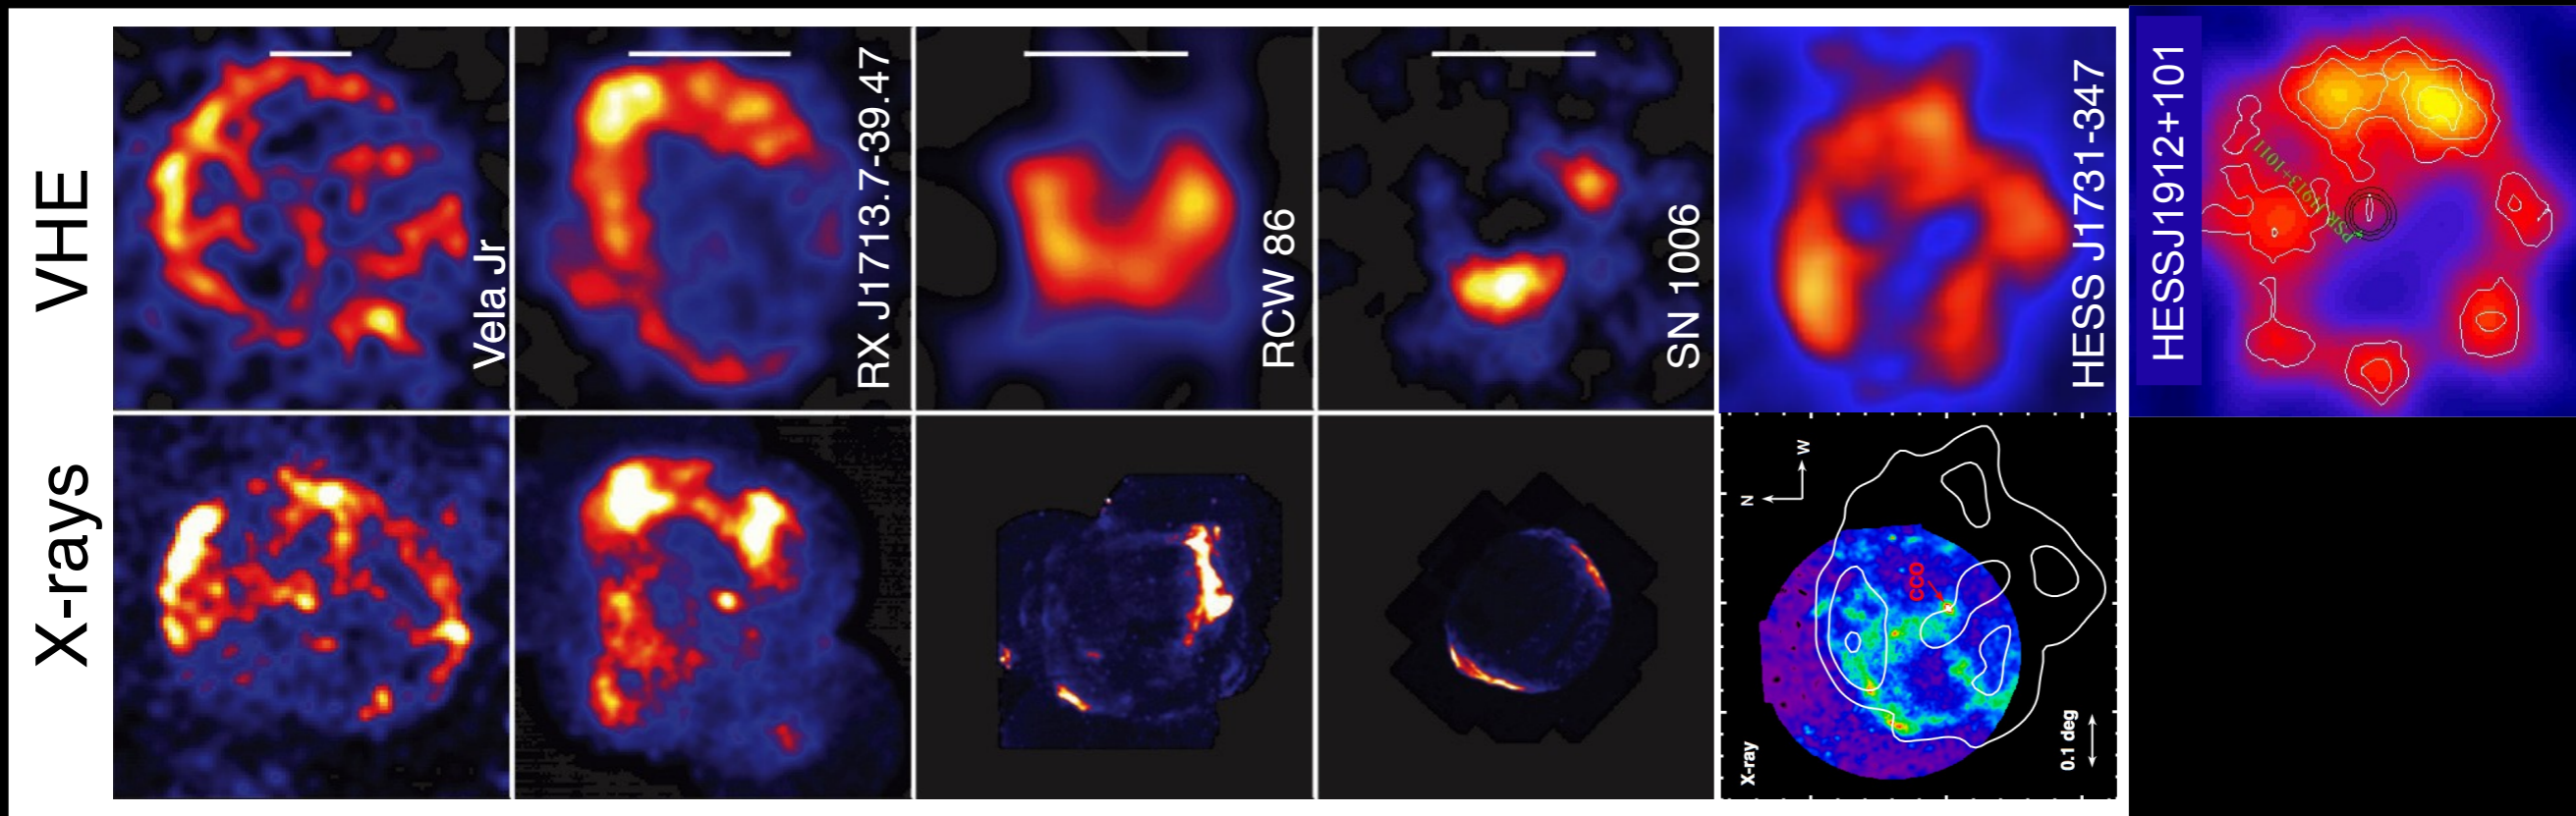 VHE
Vela Jr
RX J1713.7-39.47
RCW 86
SN 1006
HESS J1731-347
HESSJ1912+101
PSR J1913+1011
X-rays
N
W
CCO
X-ray
0.1 deg